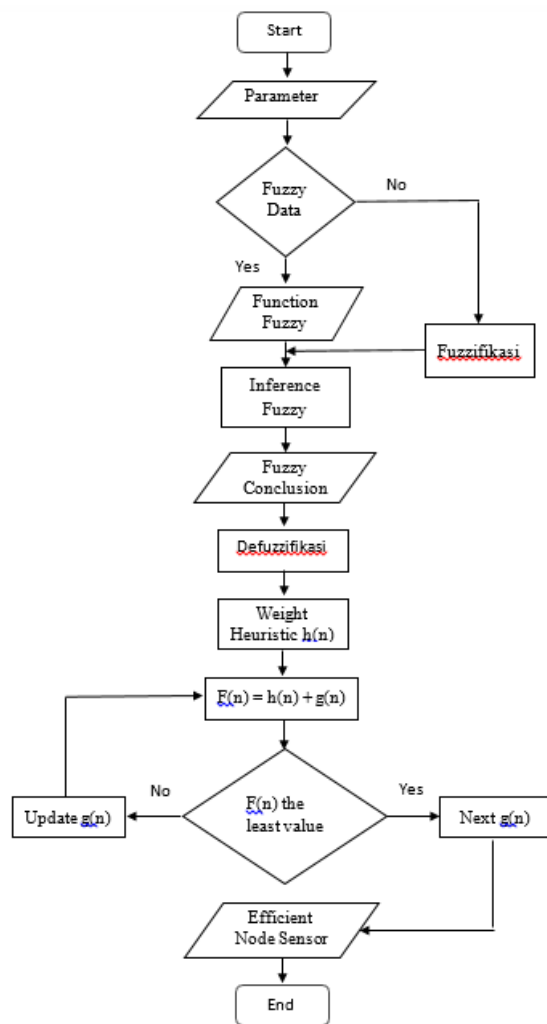 Start
Parameter
Fuzzy
Data
No
Yes
Function
Fuzzy
Fuzzifikasi
Inference
Fuzzy
Fuzzy
Conclusion
Defuzzifikasi
Weight
Heuristic h(n)
F(n) = h(n) + g(n)
No
F(n) the
least value
Yes
Update g(n)
Next g(n)
Efficient
Node Sensor
End